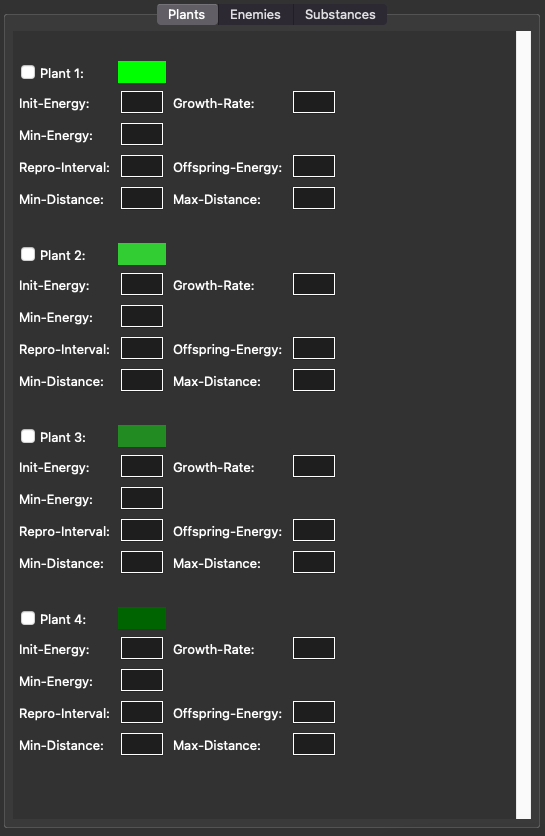 Plants Enemies Substances
Plant 1:
Init-Energy: Growth-Rate:
Min-Energy:
Repro-Interval: Offspring-Energy:
Min-Distance: Max-Distance:
Plant 2:
Init-Energy: Growth-Rate:
Min-Energy:
Repro-Interval: Offspring-Energy:
Min-Distance: Max-Distance:
Plant 3:
Init-Energy: Growth-Rate:
Min-Energy:
Repro-Interval: Offspring-Energy:
Min-Distance: Max-Distance:
Plant 4:
Init-Energy: Growth-Rate:
Min-Energy:
Repro-Interval: Offspring-Energy:
Min-Distance: Max-Distance: